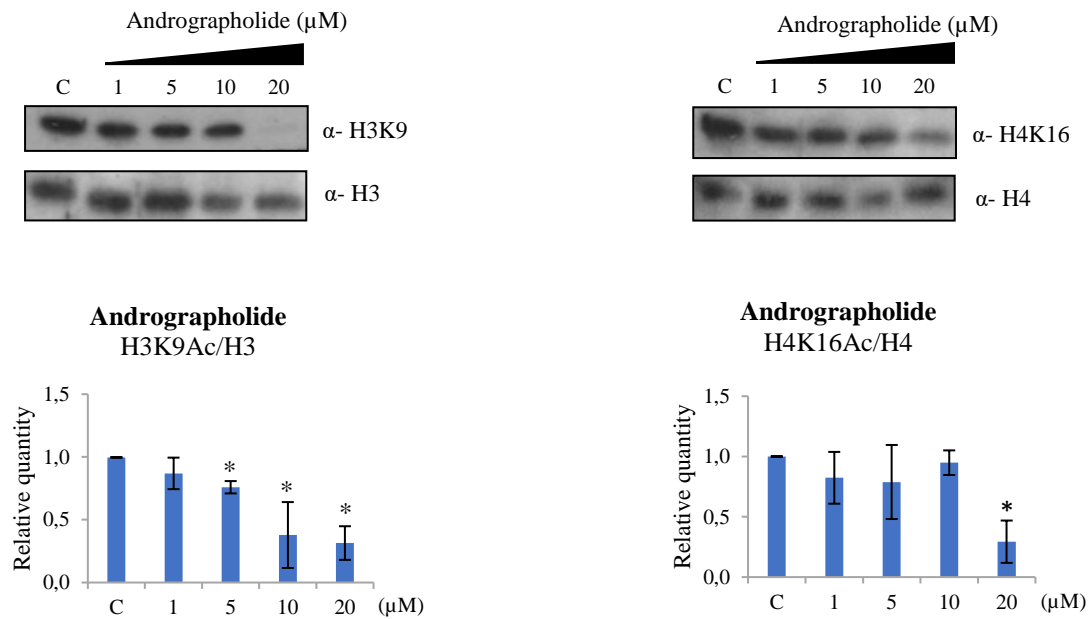 Andrographolide (µM)
C 1 5 10 20
α- H3K9
α- H3
Andrographolide
H3K9Ac/H3
Relative quantity
1,5
1,0
0,5
0,0
* * *
C 1 5 10 20 (µM)
Andrographolide (µM)
C 1 5 10 20
α- H4K16
α- H4
Andrographolide
H4K16Ac/H4
Relative quantity
1,5
1,0
0,5
0,0
*
C 1 5 10 20 (µM)